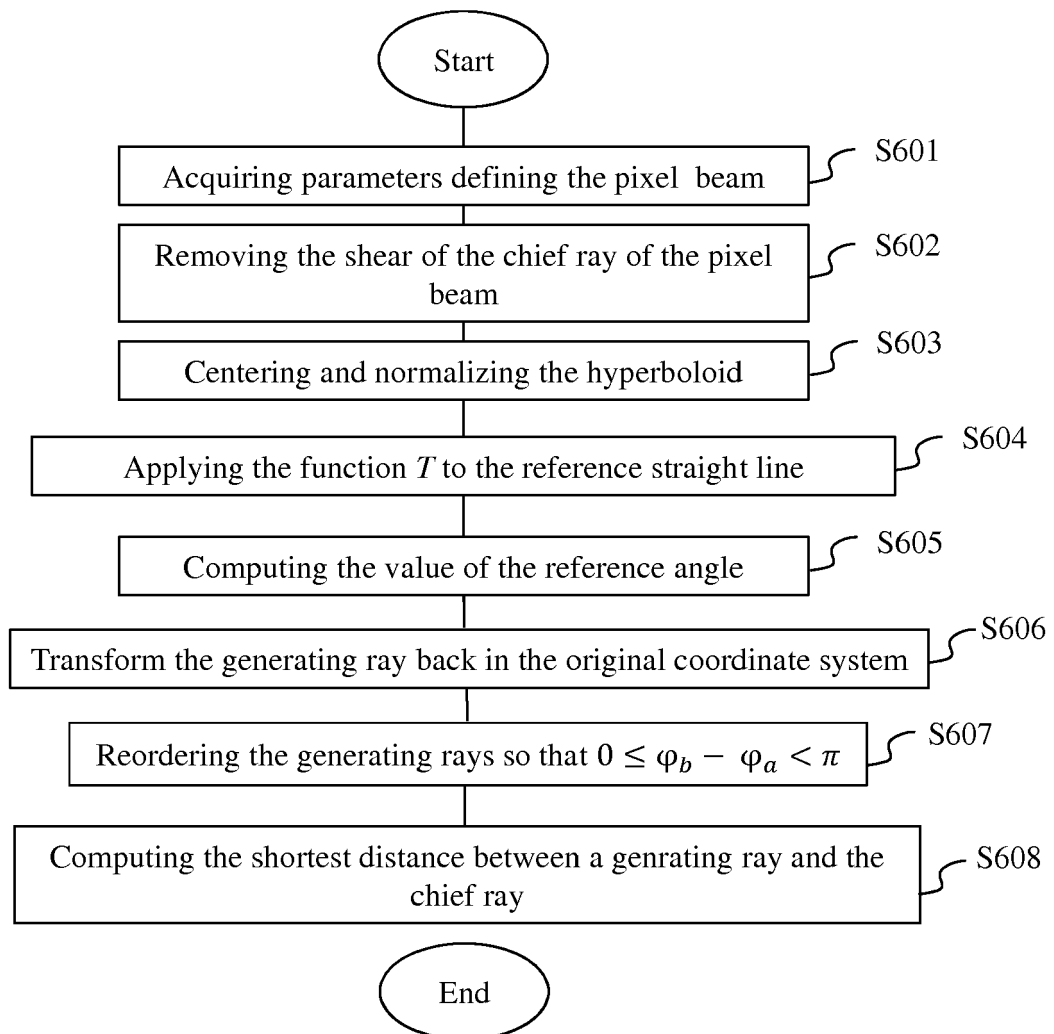 Start
Acquiring parameters defining the pixel beam
S601
Removing the shear of the chief ray of the pixel
beam
S602
Centering and normalizing the hyperboloid
S603
Applying the function T to the reference straight line
S604
Computing the value of the reference angle
S605
Transform the generating ray back in the original coordinate system
S606
Reordering the generating rays so that 0 ≤ φ_b − φ_a < π
S607
Computing the shortest distance between a genrating ray and the
chief ray
S608
End